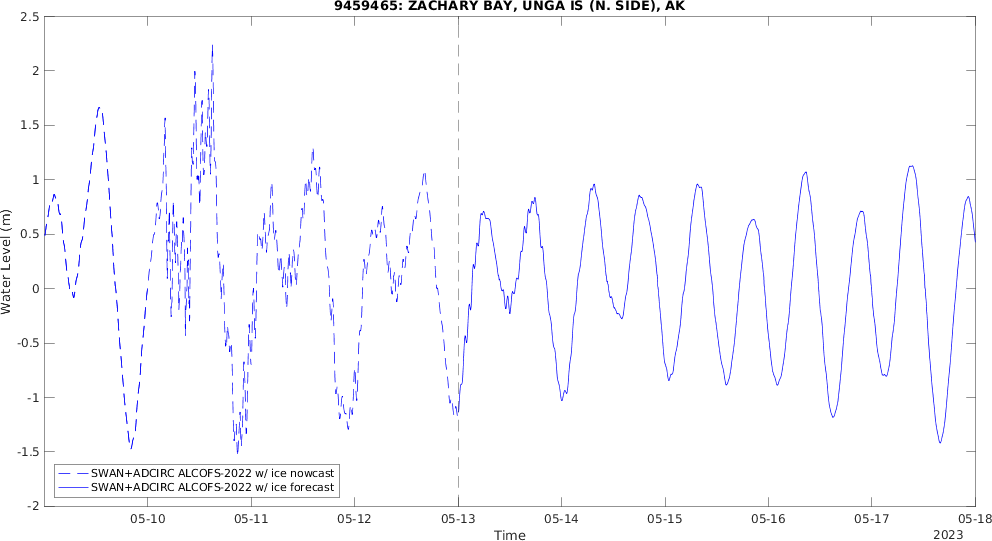 9459465: ZACHARY BAY, UNGA IS (N. SIDE), AK
2.5
2
1.5
1
0.5
0
-0.5
-1
-1.5
-2
Water Level (m)
SWAN+ADCIRC ALCOFS-2022 w/ ice nowcast
SWAN+ADCIRC ALCOFS-2022 w/ ice forecast
05-10 05-11 05-12 05-13 05-14 05-15 05-16 05-17 05-18
Time
2023